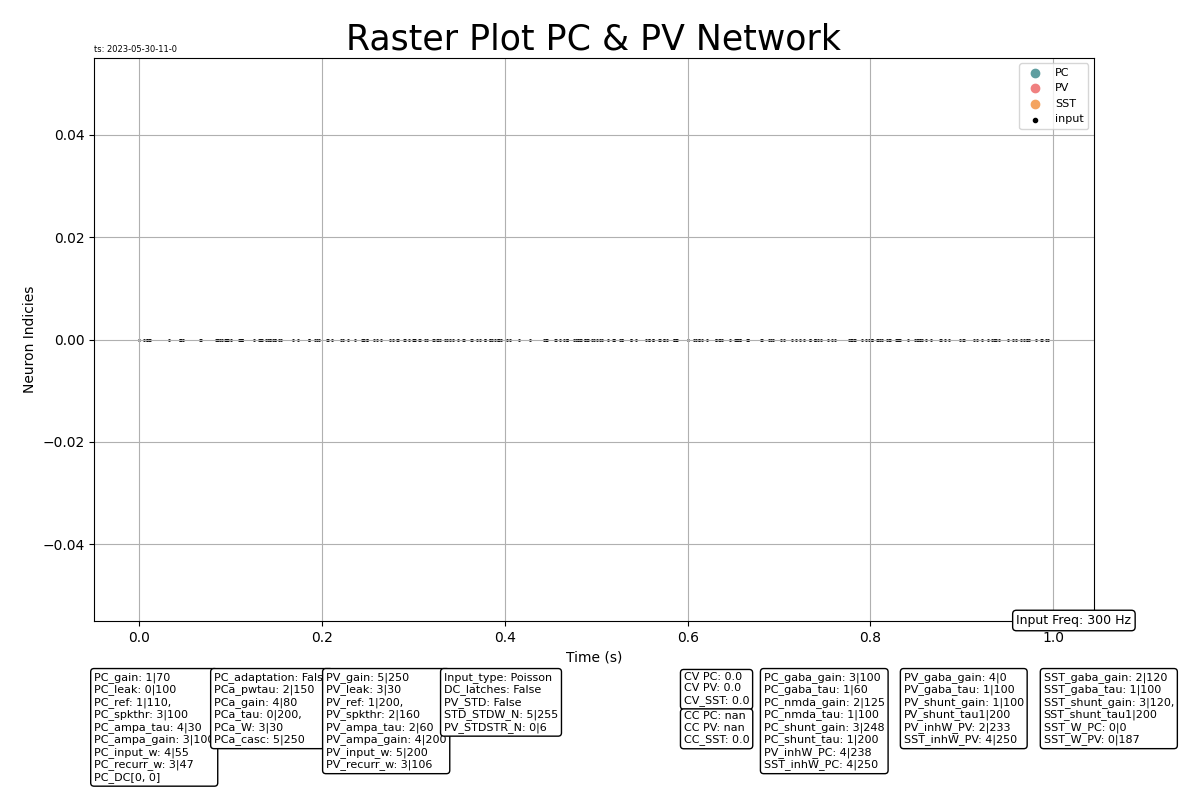 Raster Plot PC & PV Network
ts: 2023-05-30-11-0
PC
PV
SST
input
0.04
0.02
0.00
−0.02
−0.04
Neuron Indicies
0.0
0.2
0.4
0.6
0.8
1.0
Time (s)
Input Freq: 300 Hz
PC_gain: 1|70
PC_leak: 0|100
PC_ref: 1|110,
PC_spkthr: 3|100
PC_ampa_tau: 4|30
PC_ampa_gain: 3|100
PC_input_w: 4|55
PC_recurr_w: 3|47
PC_DC[0, 0]
PC_adaptation: Fals
PCa_pwtau: 2|150
PCa_gain: 4|80
PCa_tau: 0|200,
PCa_W: 3|30
PCa_casc: 5|250
PV_gain: 5|250
PV_leak: 3|30
PV_ref: 1|200,
PV_spkthr: 2|160
PV_ampa_tau: 2|60
PV_ampa_gain: 4|200
PV_input_w: 5|200
PV_recurr_w: 3|106
Input_type: Poisson
DC_latches: False
PV_STD: False
STD_STDW_N: 5|255
PV_STDSTR_N: 0|6
CV PC: 0.0
CV PV: 0.0
CV_SST: 0.0
CC PC: nan
CC PV: nan
CC_SST: 0.0
PC_gaba_gain: 3|100
PC_gaba_tau: 1|60
PC_nmda_gain: 2|125
PC_nmda_tau: 1|100
PC_shunt_gain: 3|248
PC_shunt_tau: 1|200
PV_inhW_PC: 4|238
SST_inhW_PC: 4|250
PV_gaba_gain: 4|0
PV_gaba_tau: 1|100
PV_shunt_gain: 1|100
PV_shunt_tau1|200
PV_inhW_PV: 2|233
SST_inhW_PV: 4|250
SST_gaba_gain: 2|120
SST_gaba_tau: 1|100
SST_shunt_gain: 3|120,
SST_shunt_tau1|200
SST_W_PC: 0|0
SST_W_PV: 0|187